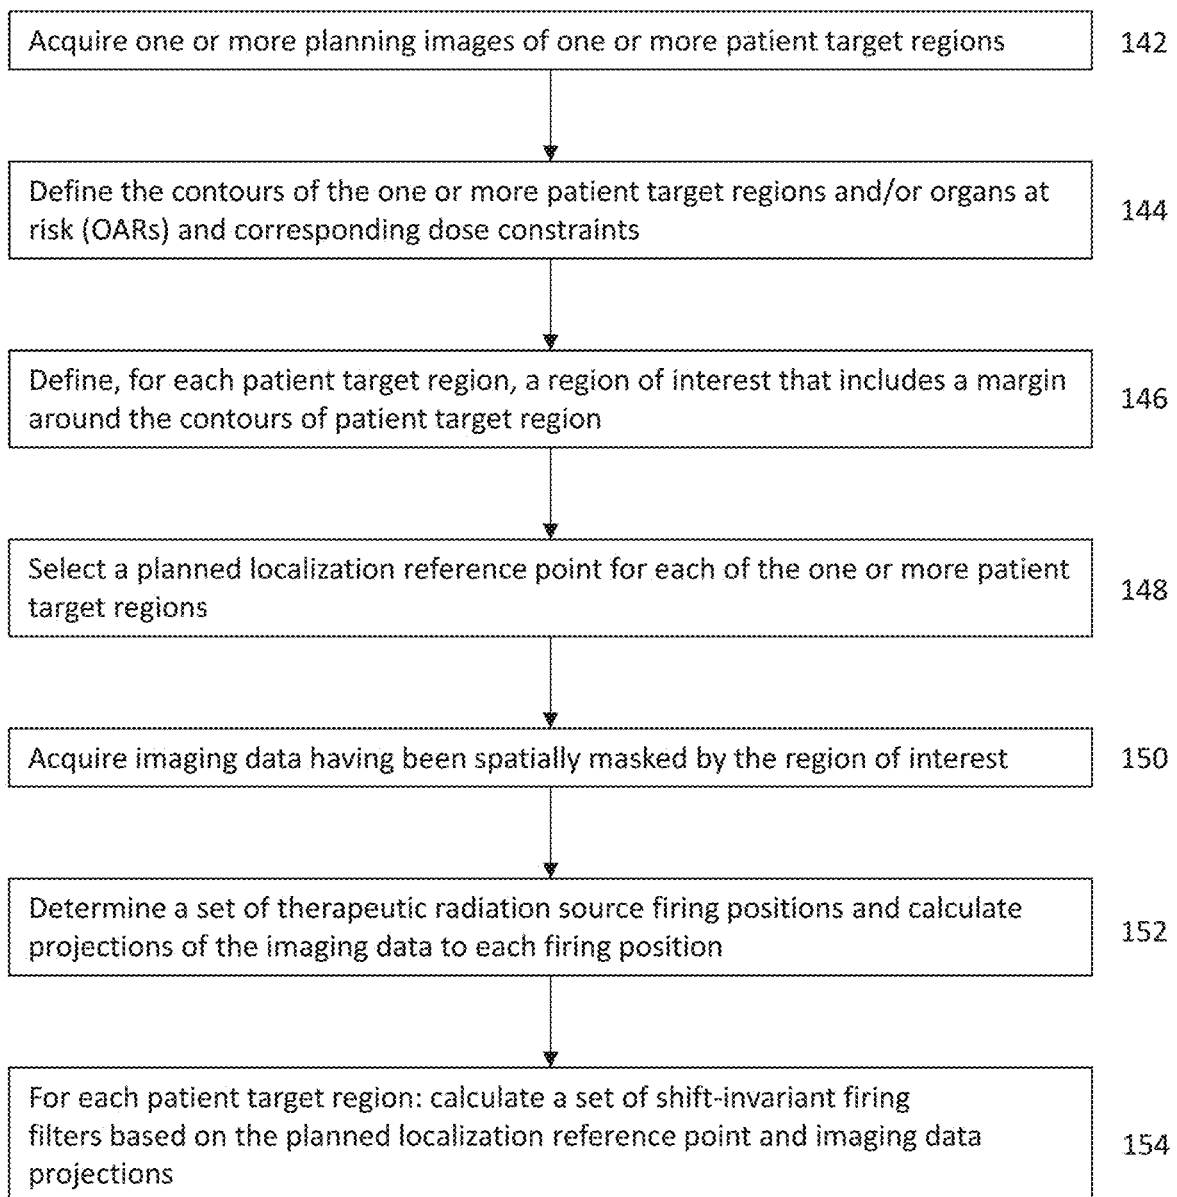 Acquire one or more planning images of one or more patient target regions
142
Define the contours of the one or more patient target regions and/or organs at
risk (OARs) and corresponding dose constraints
144
Define, for each patient target region, a region of interest that includes a margin
around the contours of patient target region
146
Select a planned localization reference point for each of the one or more patient
target regions
148
Acquire imaging data having been spatially masked by the region of interest
150
Determine a set of therapeutic radiation source firing positions and calculate
projections of the imaging data to each firing position
152
For each patient target region: calculate a set of shift-invariant firing
filters based on the planned localization reference point and imaging data
projections
154